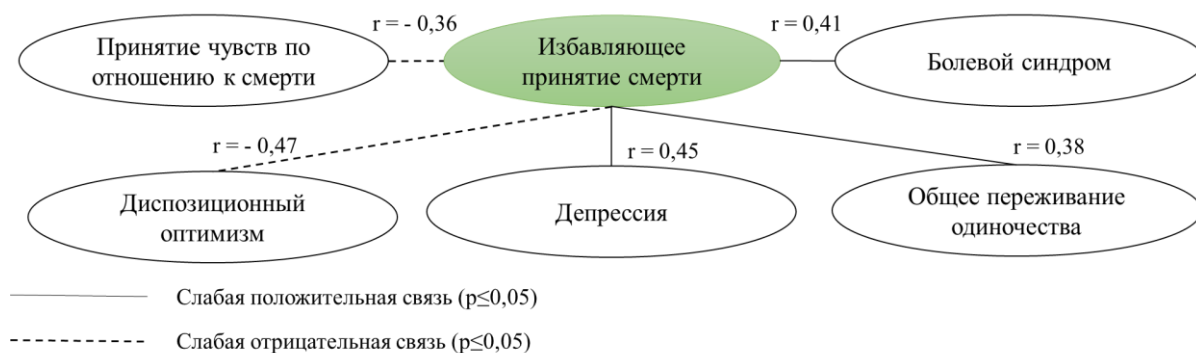 r = - 0,36
r = 0,41
Принятие чувств по
отношению к смерти
Избавляющее
принятие смерти
Болевой синдром
r = - 0,47
r = 0,45
r = 0,38
Диспозиционный
оптимизм
Депрессия
Общее переживание
одиночества
Слабая положительная связь (p≤0,05)
Слабая отрицательная связь (p≤0,05)